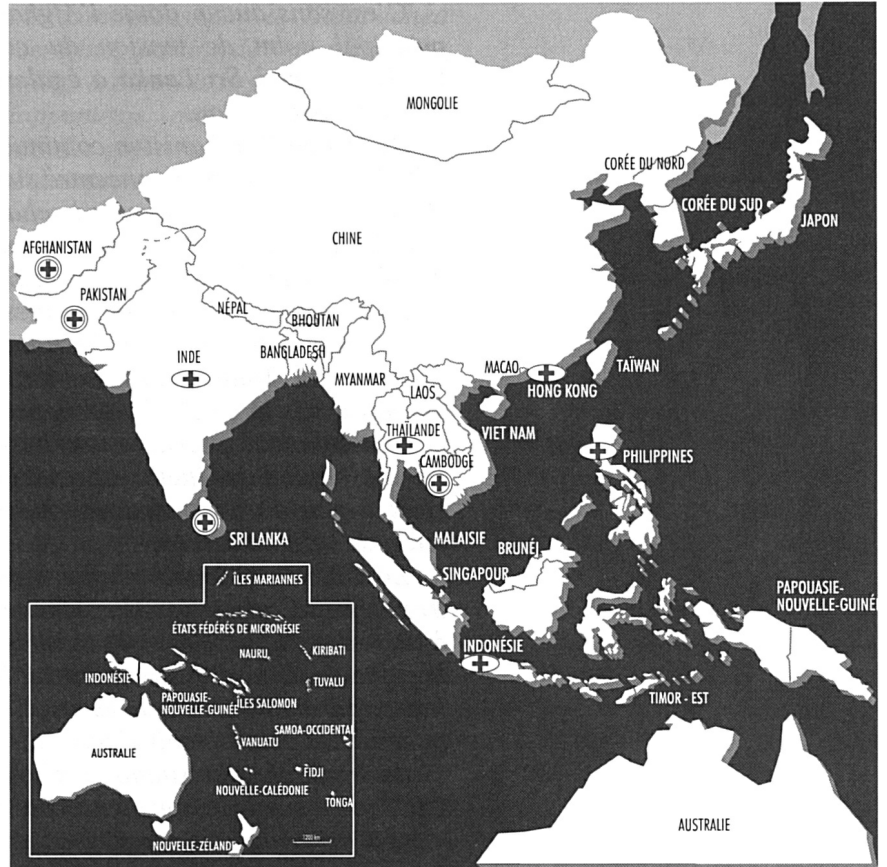 MONGOLIE
CORÉE DU NORD
CORÉE DU SUD
JAPON
CHINE
AFGHANISTAN
PAKISTAN
NÉPAL
BHOUTAN
INDE
BANGLADESH
MYANMAR
MACAO
HONG KONG
TAÏWAN
LAOS
THAÏLANDE
VIET NAM
CAMBODGE
PHILIPPINES
SRI LANKA
MALAISIE
BRUNÉI
SINGAPOUR
PAPOUASIE-
NOUVELLE-GUINÉE
INDONÉSIE
TIMOR - EST
AUSTRALIE
ÎLES MARIANNES
ÉTATS FÉDÉRÉS DE MICRONÉSIE
NAURU
KIRIBATI
INDONÉSIE
TUVALU
PAPOUASIE-
NOUVELLE-GUINÉE
ÎLES SALOMON
SAMOA-OCCIDENTAL
VANUATU
AUSTRALIE
FIDJI
NOUVELLE-CALÉDONIE
TONGA
NOUVELLE-ZÉLANDE
1200 km